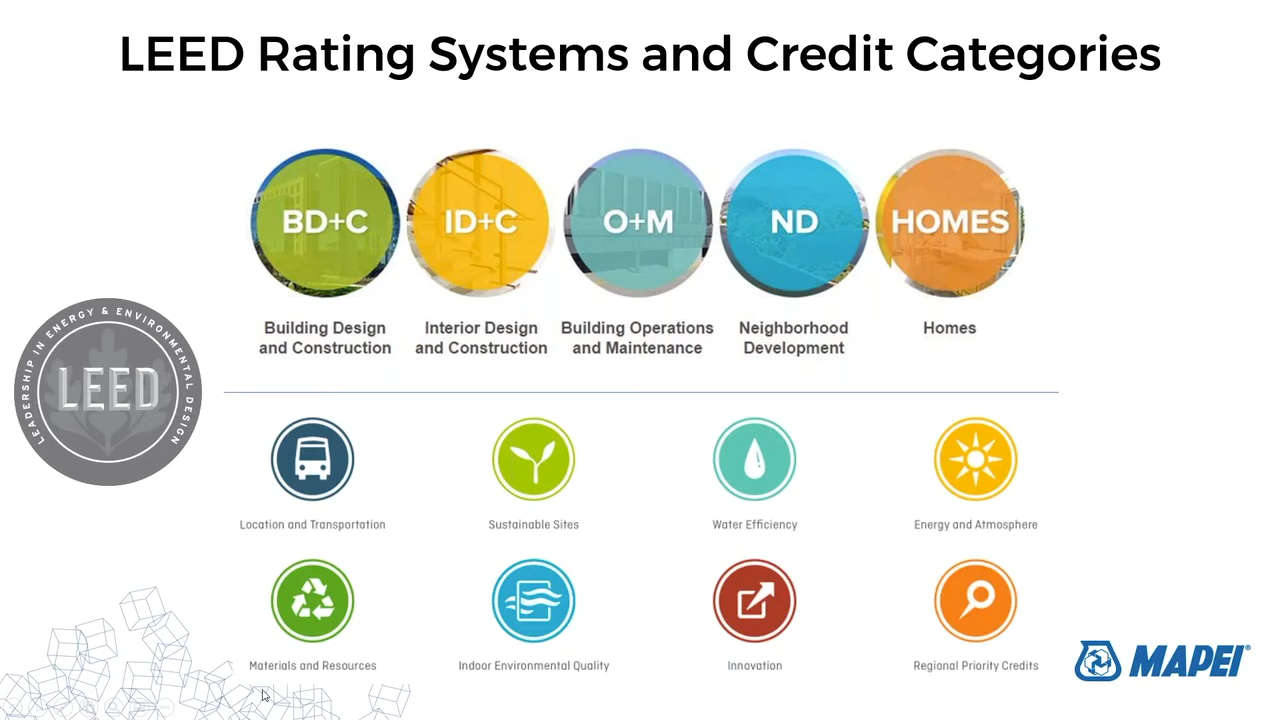 LEED Rating Systems and Credit Categories
BD+C
ID+C
O+M
ND
HOMES
Building Design
and Construction
Interior Design
and Construction
Building Operations
and Maintenance
Neighborhood
Development
Homes
LEADERSHIP IN ENERGY & ENVIRONMENTAL DESIGN
LEED
Location and Transportation
Sustainable Sites
Water Efficiency
Energy and Atmosphere
Materials and Resources
Indoor Environmental Quality
Innovation
Regional Priority Credits
MAPEI®